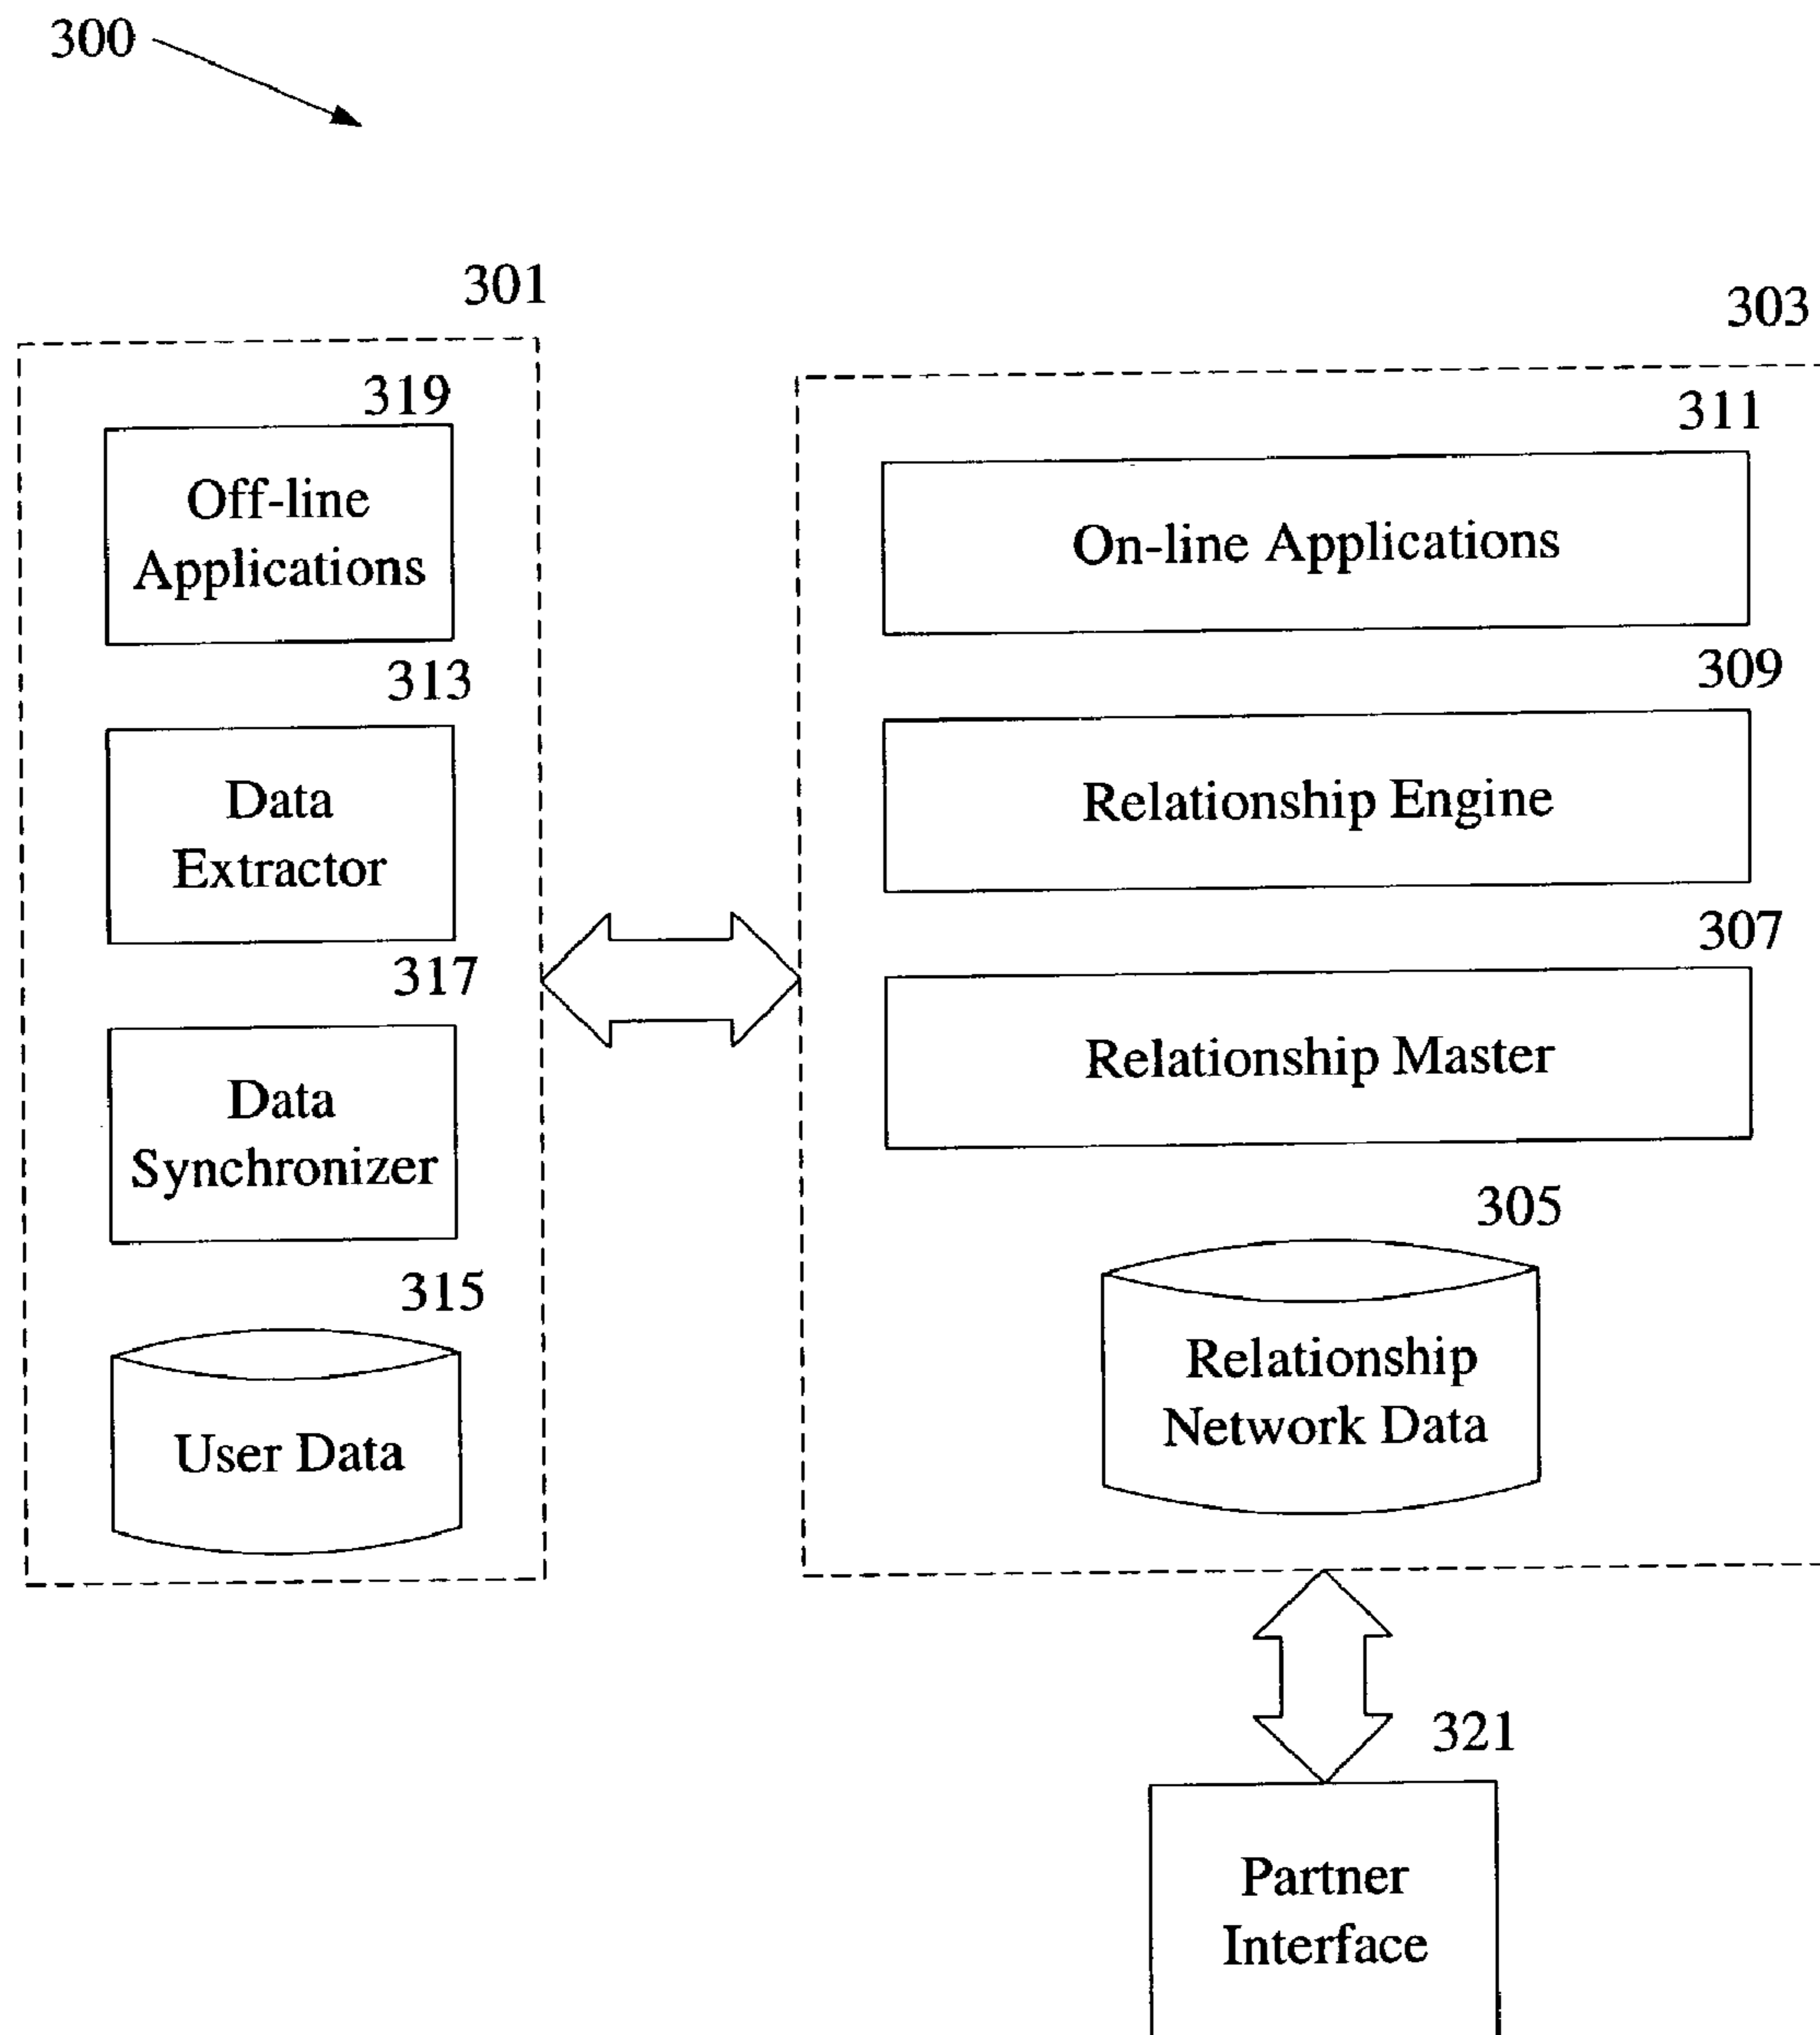 300
301
319
Off-line
Applications
313
Data
Extractor
317
Data
Synchronizer
315
User Data
303
311
On-line Applications
309
Relationship Engine
307
Relationship Master
305
Relationship
Network Data
321
Partner
Interface